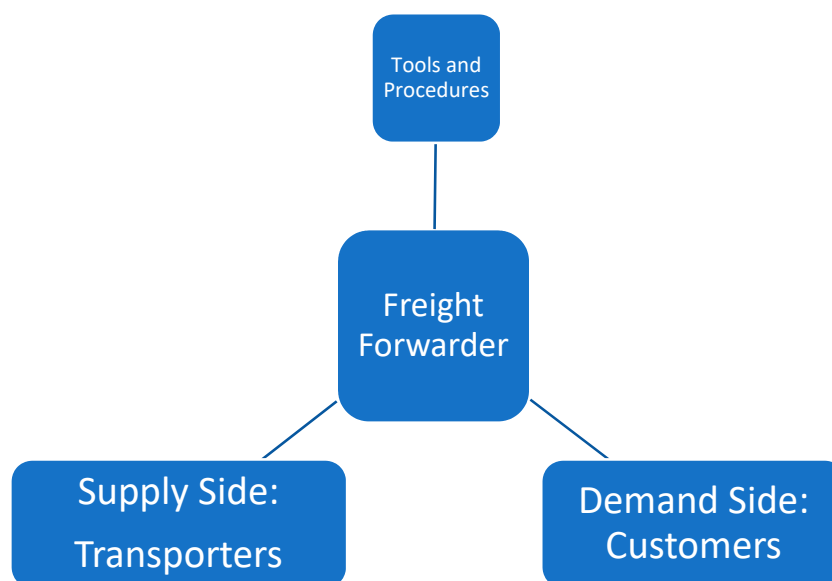 Tools and
Procedures
Freight
Forwarder
Supply Side:
Transporters
Demand Side:
Customers